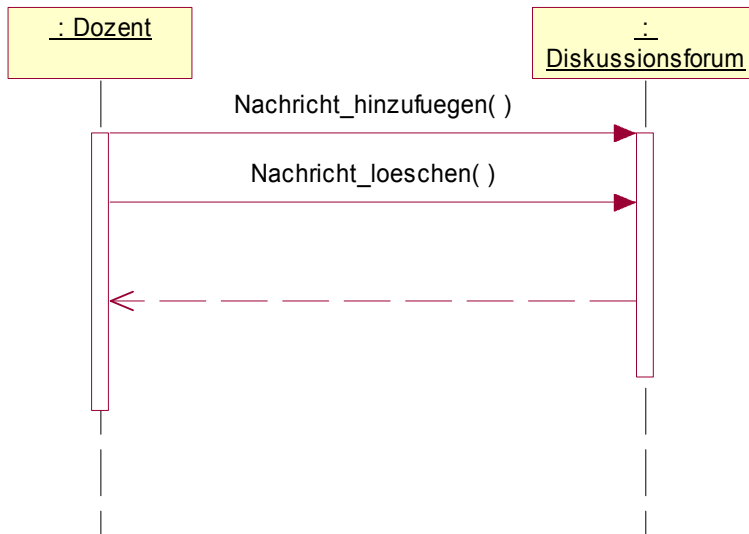 : Dozent
:
Diskussionsforum
Nachricht_hinzufuegen( )
Nachricht_loeschen( )